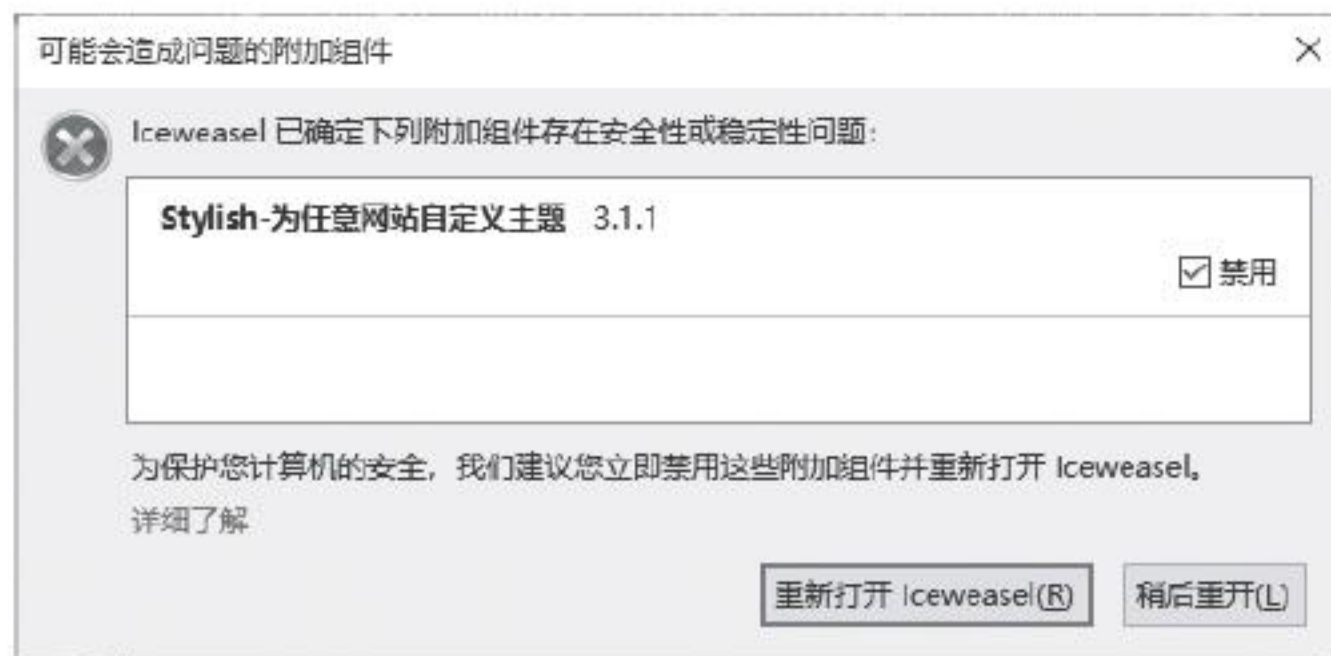 可能会造成问题的附加组件
Iceweasel 已确定下列附加组件存在安全性或稳定性问题：
Stylish-为任意网站自定义主题 3.1.1
禁用
为保护您计算机的安全，我们建议您立即禁用这些附加组件并重新打开 Iceweasel。
详细了解
重新打开 Iceweasel(R) 稍后重开(L)